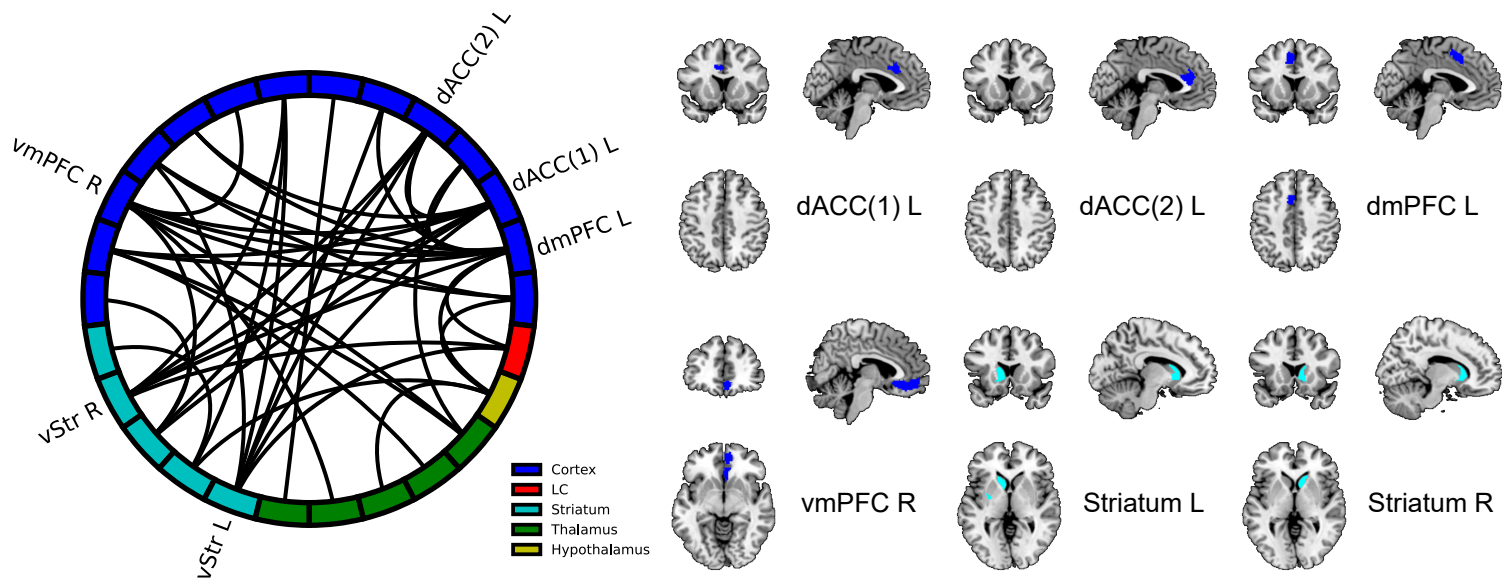 dACC(2) L
vmPFC R
dACC(1) L
dmPFC L
vStr R
vStr L
Cortex
LC
Striatum
Thalamus
Hypothalamus
dACC(1) L
dACC(2) L
dmPFC L
vmPFC R
Striatum L
Striatum R